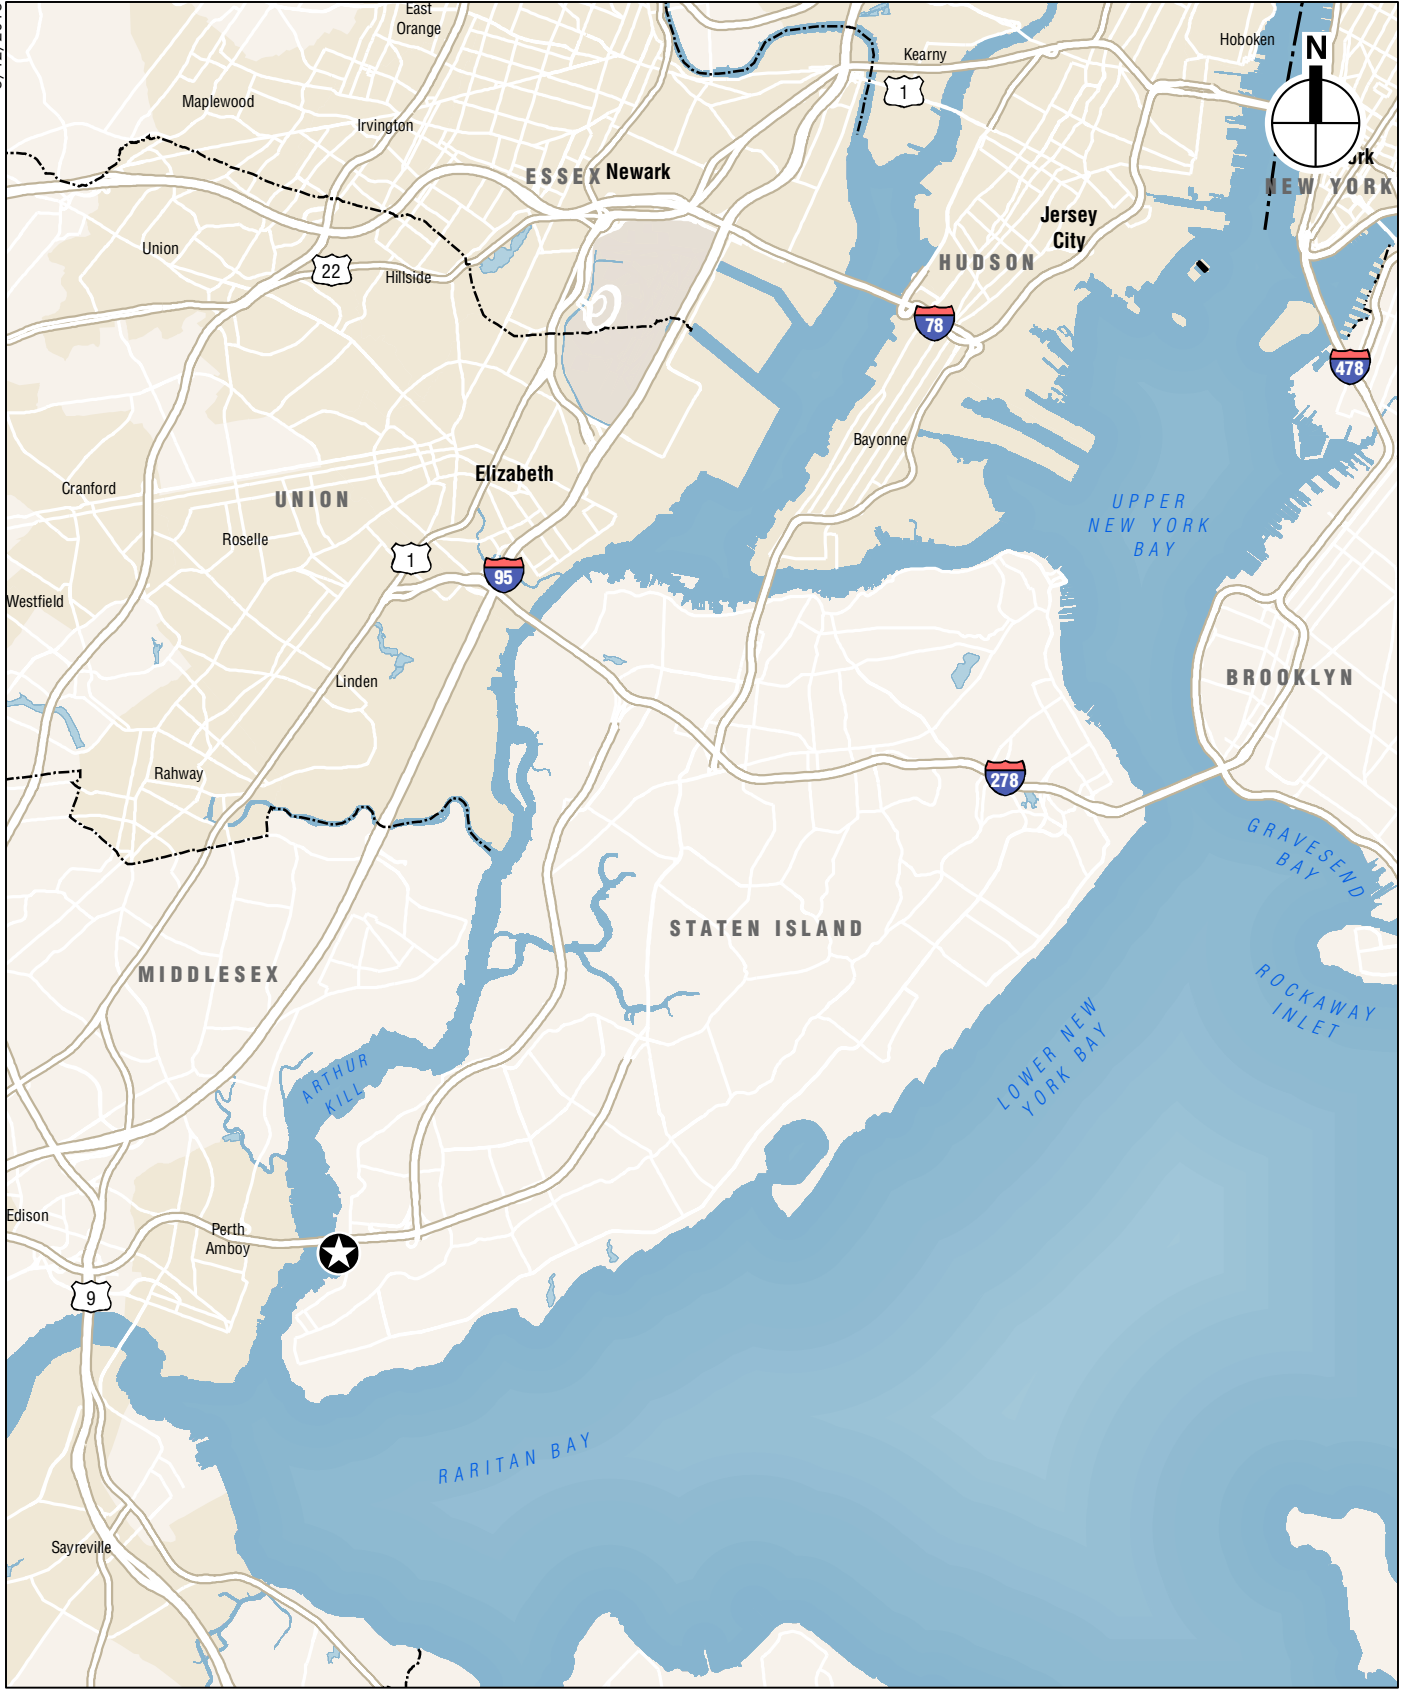 East
Orange
Hoboken
N
Kearny
1
Maplewood
Irvington
ESSEX
Newark
ork
NEW YORK
Jersey
City
Union
HUDSON
22
Hillside
78
478
Bayonne
Elizabeth
Cranford
UNION
UPPER
NEW YORK
BAY
Roselle
1
95
Westfield
Linden
BROOKLYN
Rahway
278
GRAVESEND
BAY
STATEN ISLAND
MIDDLESEX
ROCKAWAY
INLET
LOWER NEW
YORK BAY
ARTHUR
KILL
Edison
Perth
Amboy
9
RARITAN BAY
Sayreville